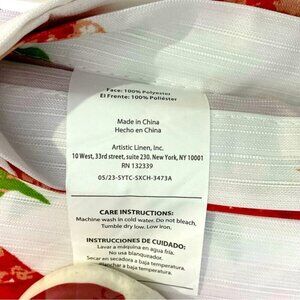 Face: 100% Polyester
El Frente: 100% Poliéster
Made in China
Hecho en China
Artistic Linen, Inc.
10 West, 33rd street, suite 230. New York, NY 10001
RN 132339
05/23-SYTC-SXCH-3473A
CARE INSTRUCTIONS:
Machine wash in cold water. Do not bleach,
Tumble dry low. Low iron.
INSTRUCCIONES DE CUIDADO:
Lavar a máquina en agua fría.
No usa blanquizador.
Secar en secadora a baja temperatura.
Planchar a baja temperatura.